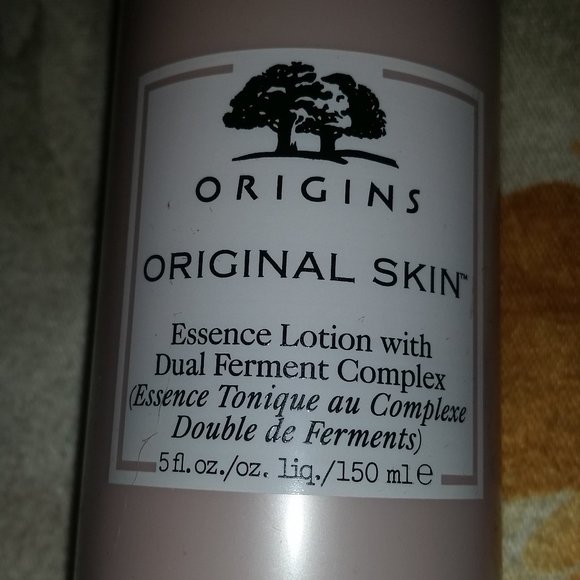 ORIGINS
ORIGINAL SKIN™
Essence Lotion with
Dual Ferment Complex
(Essence Tonique au Complexe
Double de Ferments)
5 fl. oz./oz. liq./150 ml ℮